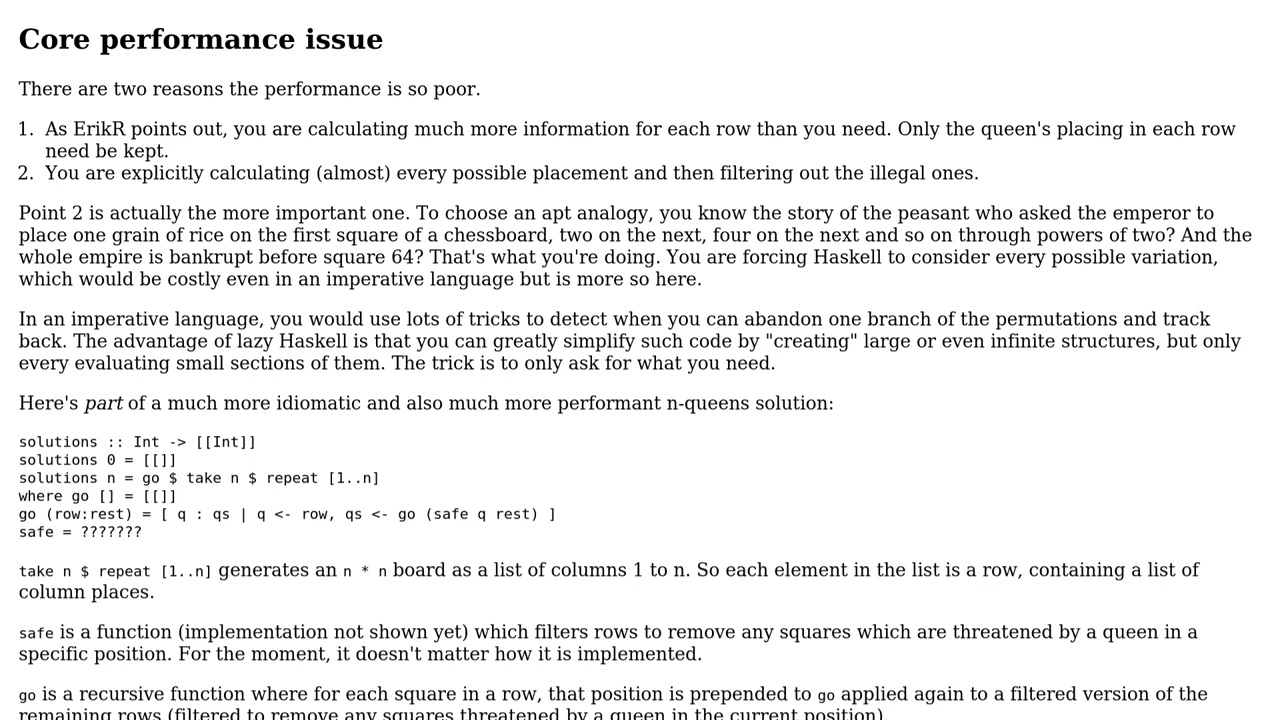 Core performance issue
There are two reasons the performance is so poor.
1. As ErikR points out, you are calculating much more information for each row than you need. Only the queen's placing in each row
need be kept.
2. You are explicitly calculating (almost) every possible placement and then filtering out the illegal ones.
Point 2 is actually the more important one. To choose an apt analogy, you know the story of the peasant who asked the emperor to
place one grain of rice on the first square of a chessboard, two on the next, four on the next and so on through powers of two? And the
whole empire is bankrupt before square 64? That's what you're doing. You are forcing Haskell to consider every possible variation,
which would be costly even in an imperative language but is more so here.
In an imperative language, you would use lots of tricks to detect when you can abandon one branch of the permutations and track
back. The advantage of lazy Haskell is that you can greatly simplify such code by "creating" large or even infinite structures, but only
every evaluating small sections of them. The trick is to only ask for what you need.
Here's part of a much more idiomatic and also much more performant n-queens solution:
solutions :: Int -> [[Int]]
solutions 0 = [[]]
solutions n = go $ take n $ repeat [1..n]
where go [] = [[]]
go (row:rest) = [ q : qs | q <- row, qs <- go (safe q rest) ]
safe = ???????
take n $ repeat [1..n] generates an n * n board as a list of columns 1 to n. So each element in the list is a row, containing a list of
column places.
safe is a function (implementation not shown yet) which filters rows to remove any squares which are threatened by a queen in a
specific position. For the moment, it doesn't matter how it is implemented.
go is a recursive function where for each square in a row, that position is prepended to go applied again to a filtered version of the
remaining rows (filtered to remove any squares threatened by a queen in the current position).